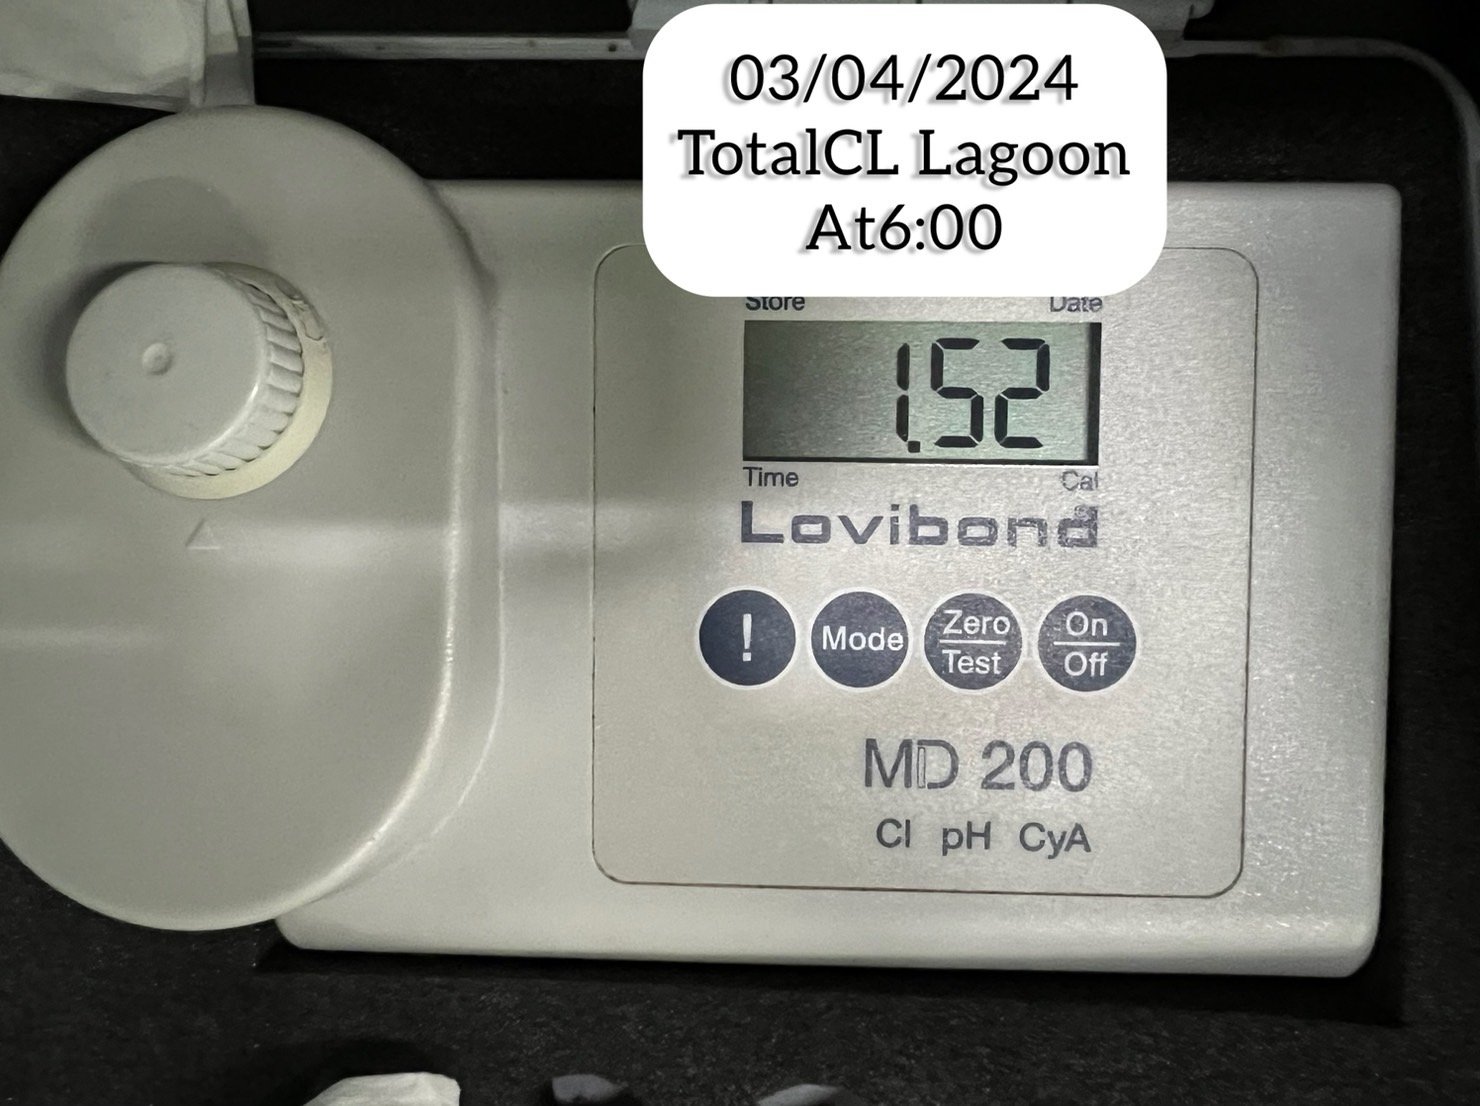 03/04/2024
TotalCL Lagoon
At6:00
Store Date
1.52
Time Cal
Lovibond
! Mode Zero Test On Off
MD 200
Cl pH CyA